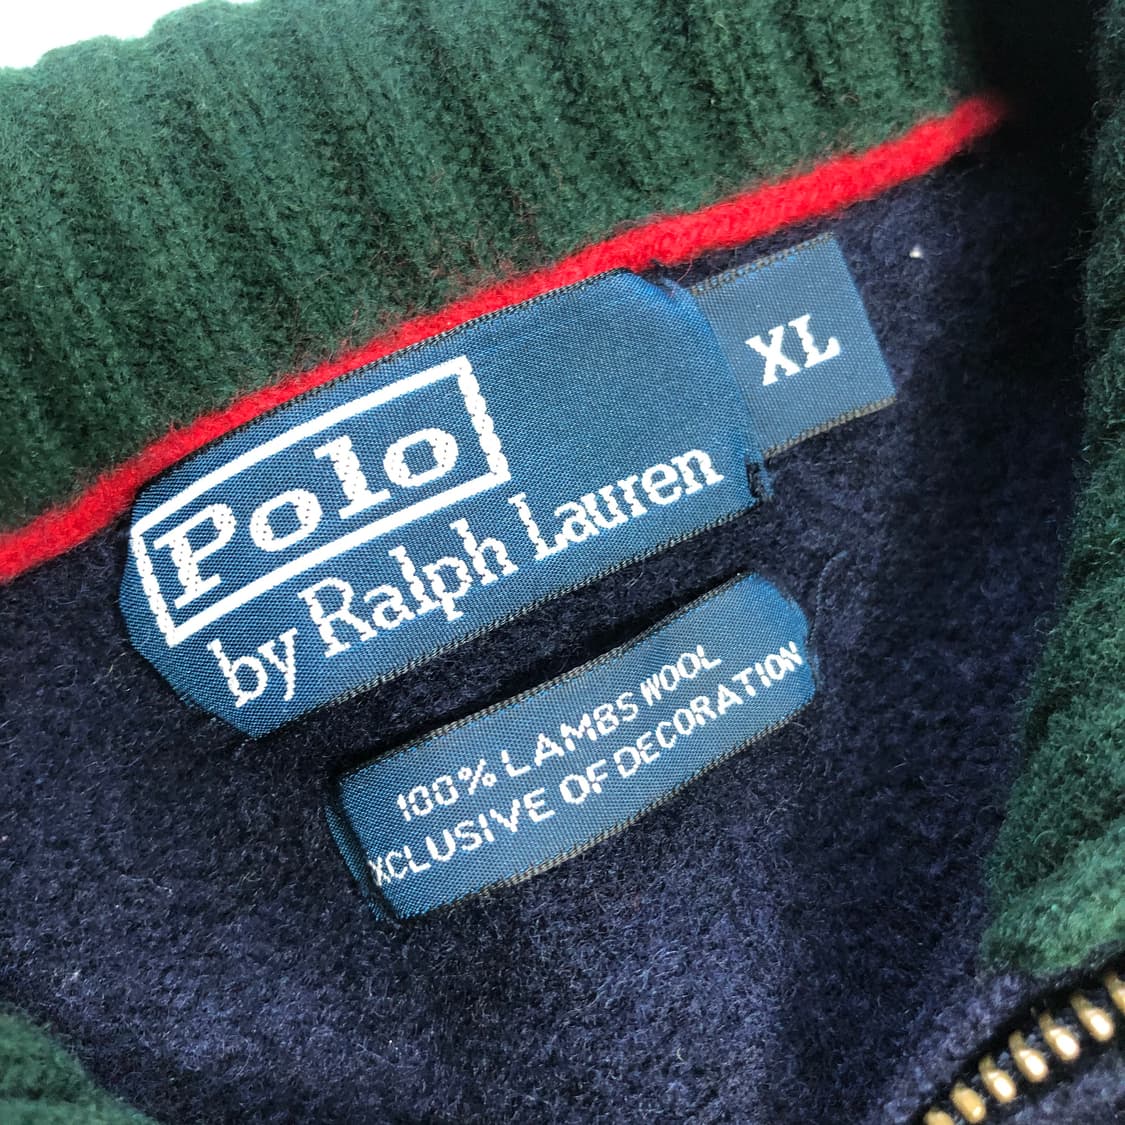 Polo
by Ralph Lauren
XL
100% LAMBS WOOL
XCLUSIVE OF DECORATION